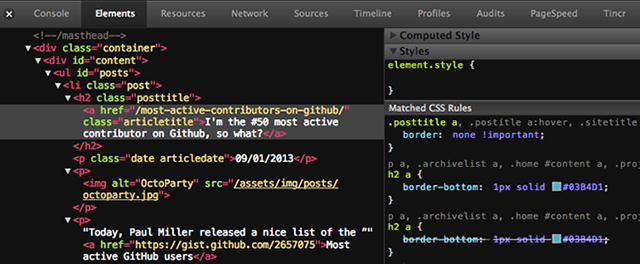 Console Elements Resources Network Sources Timeline Profiles Audits PageSpeed Tincr
<!--/masthead-->
▼<div class="container">
▼<div id="content">
▼<ul id="posts">
▼<li class="post">
▼<h2 class="posttitle">
<a href="/most-active-contributors-on-github/"
class="articletitle">I'm the #50 most active
contributor on Github, so what?</a>
</h2>
<p class="date articledate">09/01/2013</p>
▼<p>
<img alt="OctoParty" src="/assets/img/posts/
octoparty.jpg">
</p>
▼<p>
"Today, Paul Miller released a nice list of the ""
<a href="https://gist.github.com/2657075">Most
active GitHub users</a>
▶ Computed Style
▼ Styles
element.style {
}
Matched CSS Rules
.posttitle a, .postitle a:hover, .sitetitle
border: none !important;
}
p a, .archivelist a, .home #content a, .proj
h2 a {
border-bottom: 1px solid #03B4D1;
}
p a, .archivelist a, .home #content a, .proj
h2 a {
border-bottom: 1px solid #03B4D1;
}